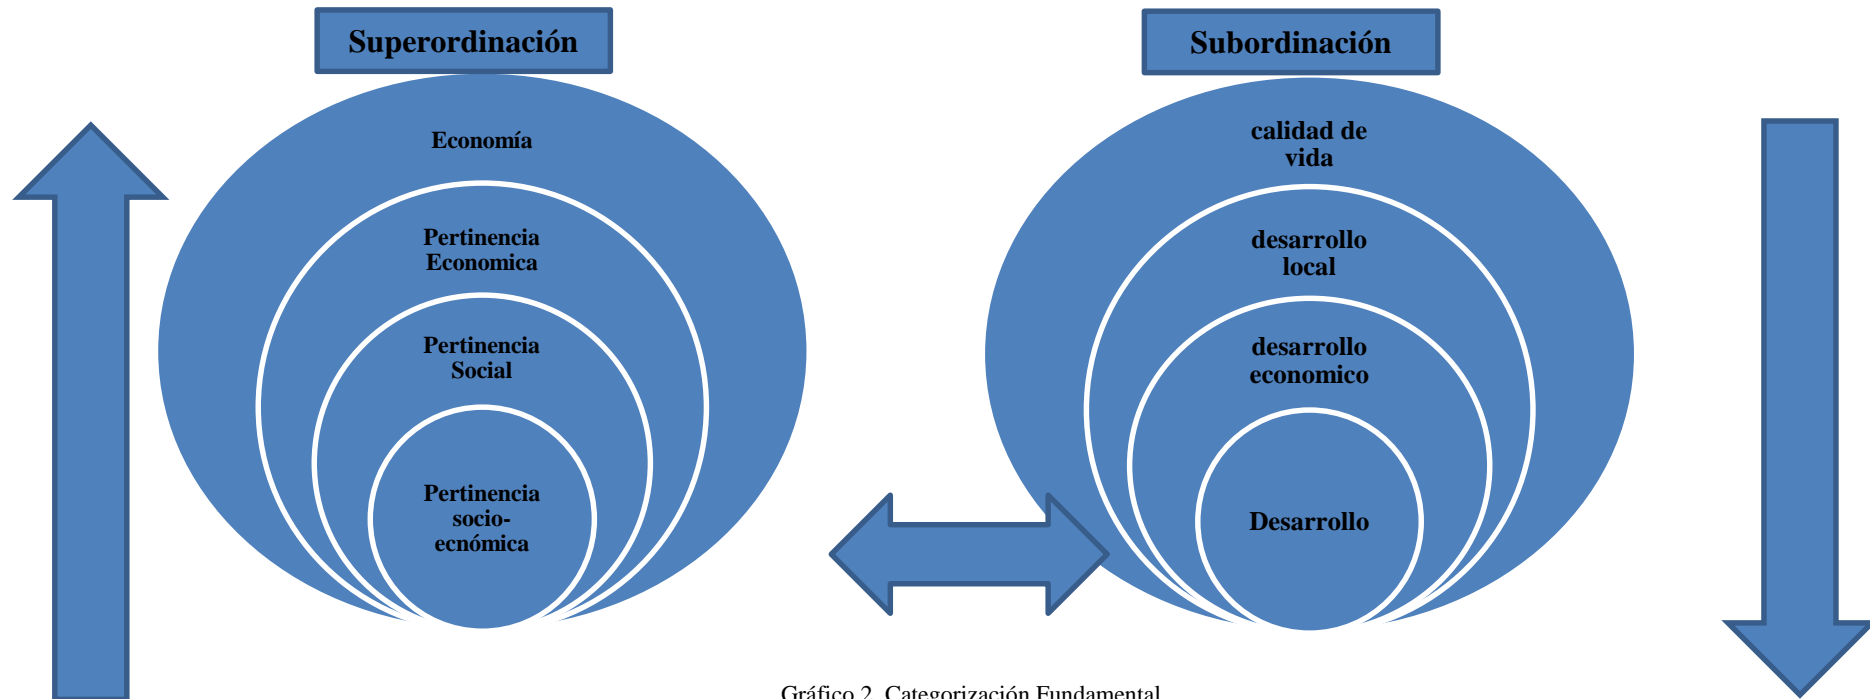 Superordinación
Economía
Pertinencia
Economica
Pertinencia
Social
Pertinencia
socio-
ecnómica
Subordinación
calidad de
vida
desarrollo
local
desarrollo
economico
Desarrollo
Gráfico 2. Categorización Fundamental